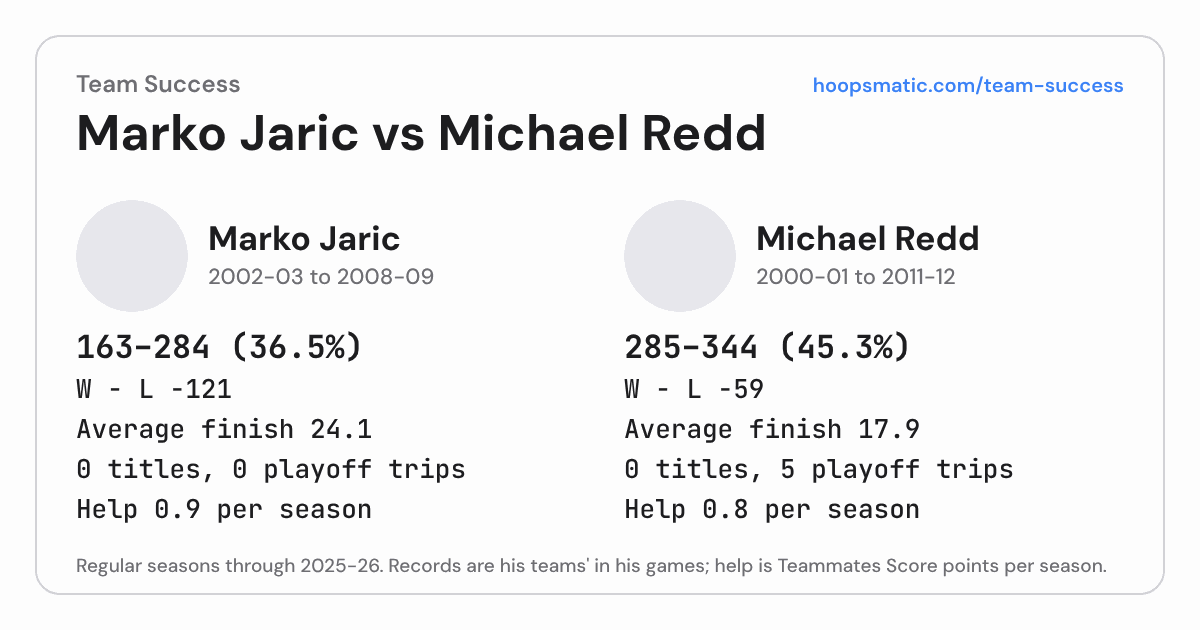 Team Success
hoopsmatic.com/team-success
Marko Jaric vs Michael Redd
Marko Jaric
2002-03 to 2008-09
163-284 (36.5%)
W - L -121
Average finish 24.1
0 titles, 0 playoff trips
Help 0.9 per season
Michael Redd
2000-01 to 2011-12
285-344 (45.3%)
W - L -59
Average finish 17.9
0 titles, 5 playoff trips
Help 0.8 per season
Regular seasons through 2025-26. Records are his teams' in his games; help is Teammates Score points per season.